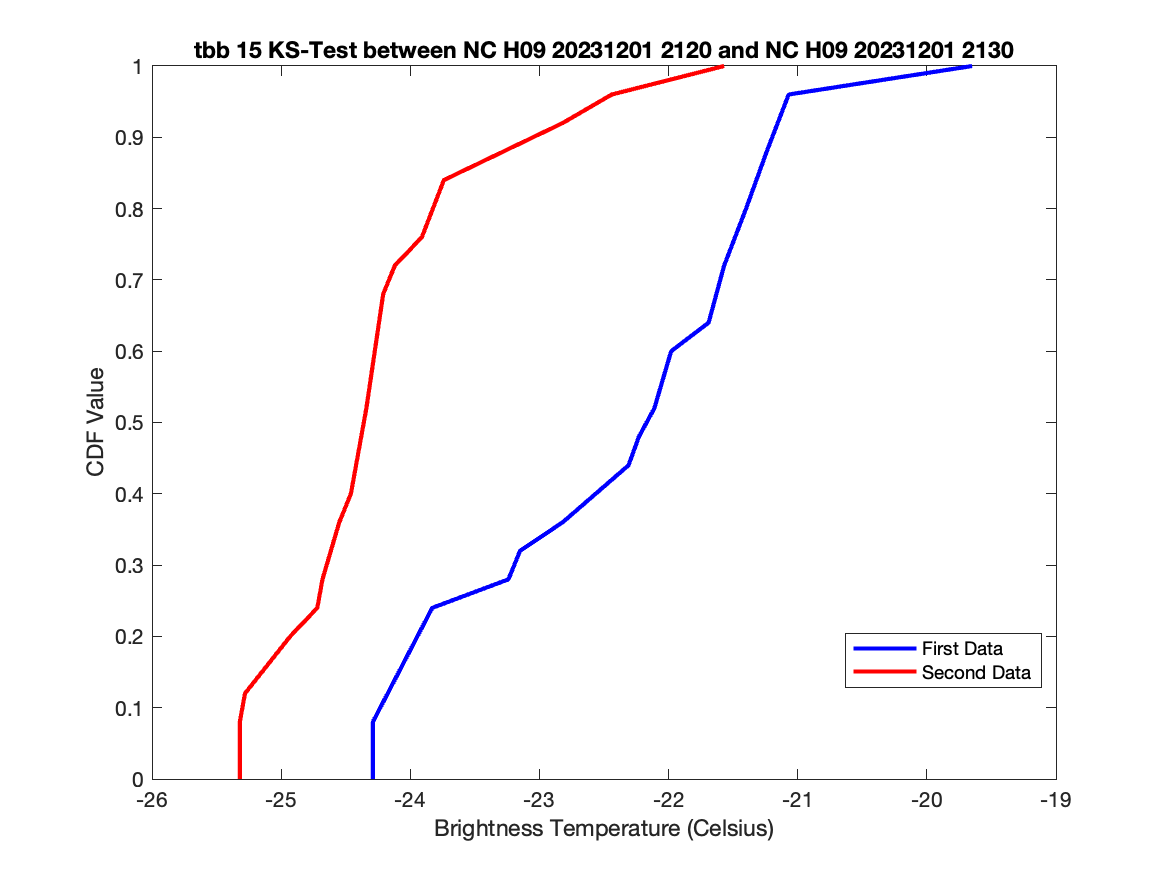 tbb 15 KS-Test between NC H09 20231201 2120 and NC H09 20231201 2130
1
0.9
0.8
0.7
0.6
0.5
0.4
0.3
0.2
0.1
0
CDF Value
First Data
Second Data
-26 -25 -24 -23 -22 -21 -20 -19
Brightness Temperature (Celsius)